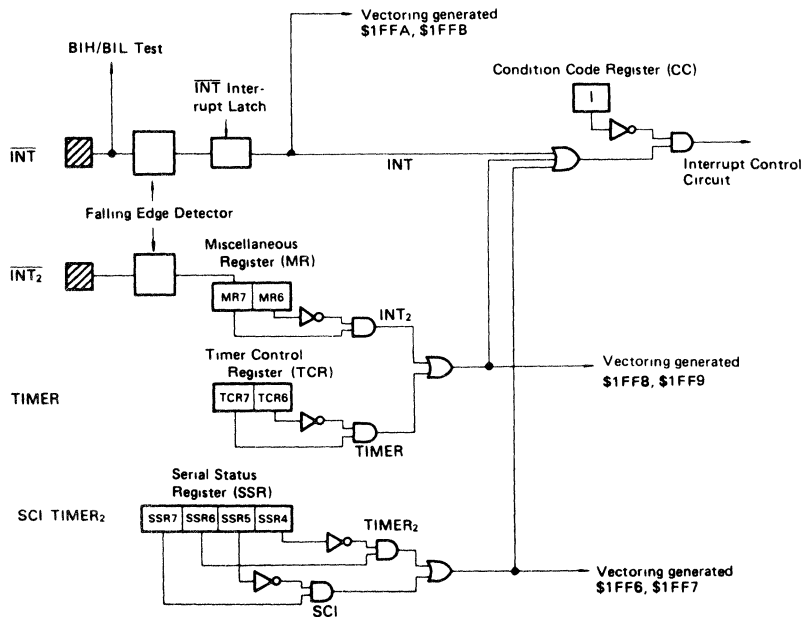 Vectoring generated
$1FFA, $1FFB
BIH/BIL Test
Condition Code Register (CC)
INT Inter-
rupt Latch
I
INT
INT
Interrupt Control
Circuit
Falling Edge Detector
Miscellaneous
Register (MR)
INT2
MR7 MR6
INT2
Timer Control
Register (TCR)
Vectoring generated
$1FF8, $1FF9
TIMER
TCR7 TCR6
TIMER
Serial Status
Register (SSR)
SCI TIMER2
SSR7 SSR6 SSR5 SSR4
TIMER2
SCI
Vectoring generated
$1FF6, $1FF7